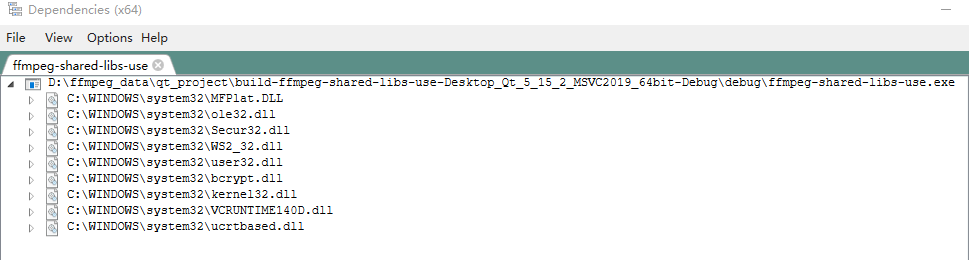 Dependencies (x64)
File View Options Help
ffmpeg-shared-libs-use
D:\ffmpeg_data\qt_project\build-ffmpeg-shared-libs-use-Desktop_Qt_5_15_2_MSVC2019_64bit-Debug\debug\ffmpeg-shared-libs-use.exe
C:\WINDOWS\system32\MFPlat.DLL
C:\WINDOWS\system32\ole32.dll
C:\WINDOWS\system32\Secur32.dll
C:\WINDOWS\system32\WS2_32.dll
C:\WINDOWS\system32\user32.dll
C:\WINDOWS\system32\bcrypt.dll
C:\WINDOWS\system32\kernel32.dll
C:\WINDOWS\system32\VCRUNTIME140D.dll
C:\WINDOWS\system32\ucrtbased.dll